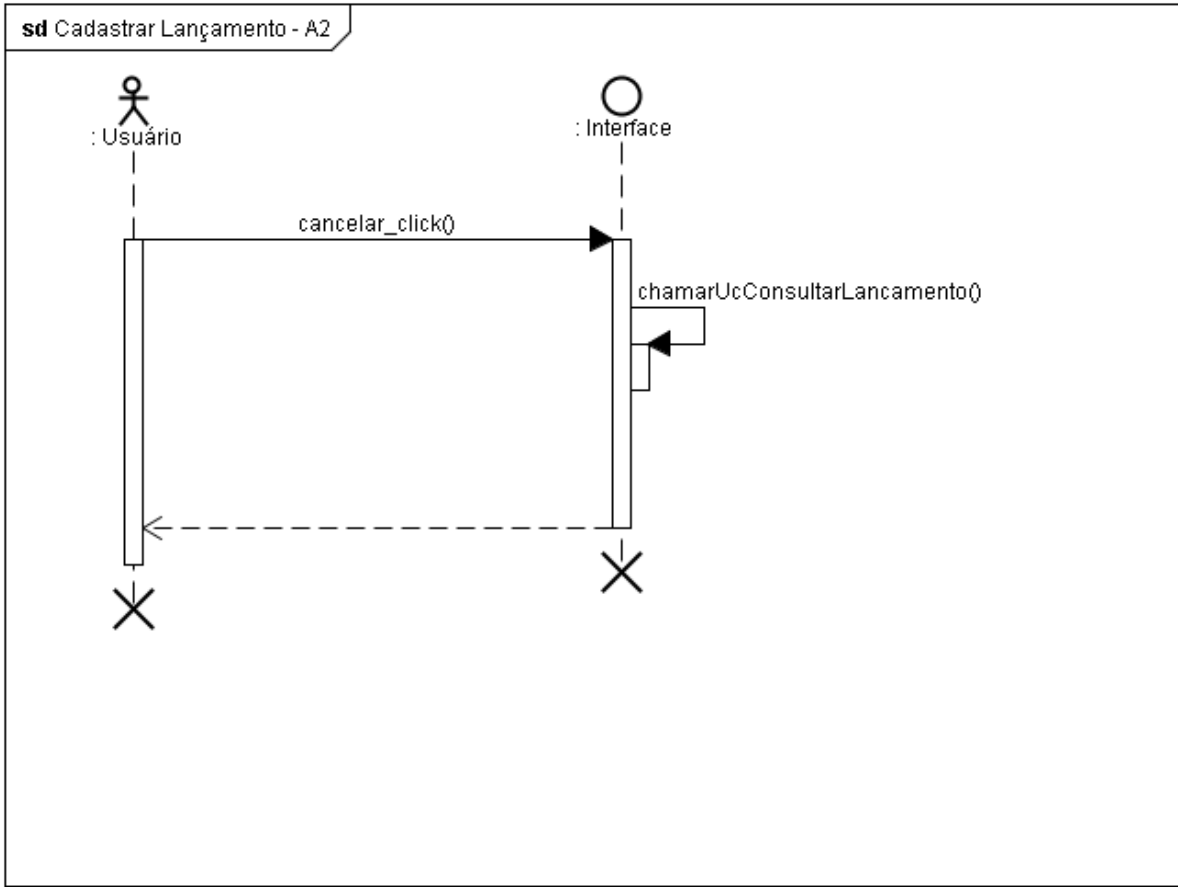 sd Cadastrar Lançamento - A2
: Usuário
: Interface
cancelar_click()
chamarUcConsultarLancamento()